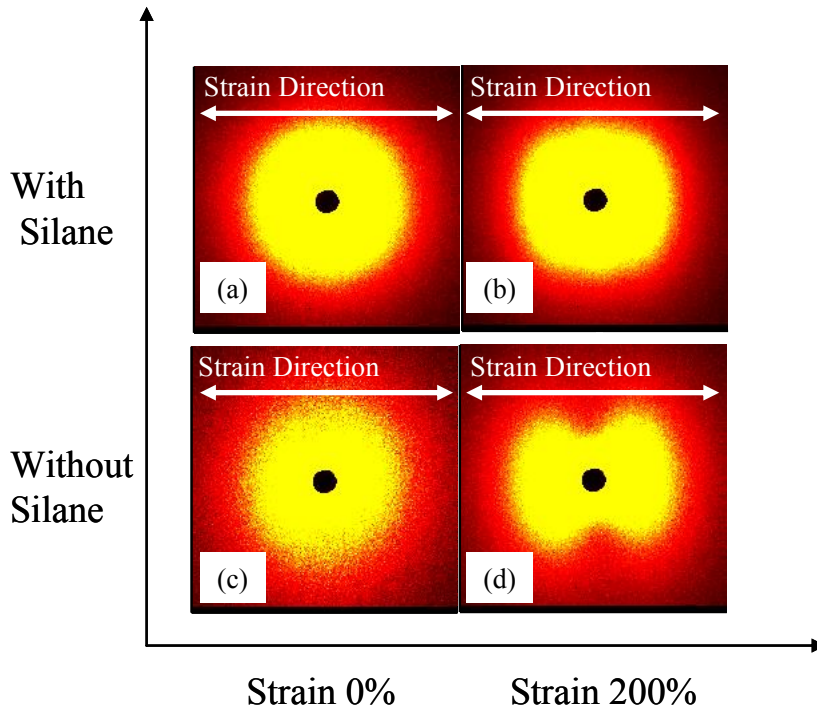 Strain Direction
Strain Direction
With
Silane
(a)
(b)
Strain Direction
Strain Direction
Without
Silane
(c)
(d)
Strain 0%
Strain 200%